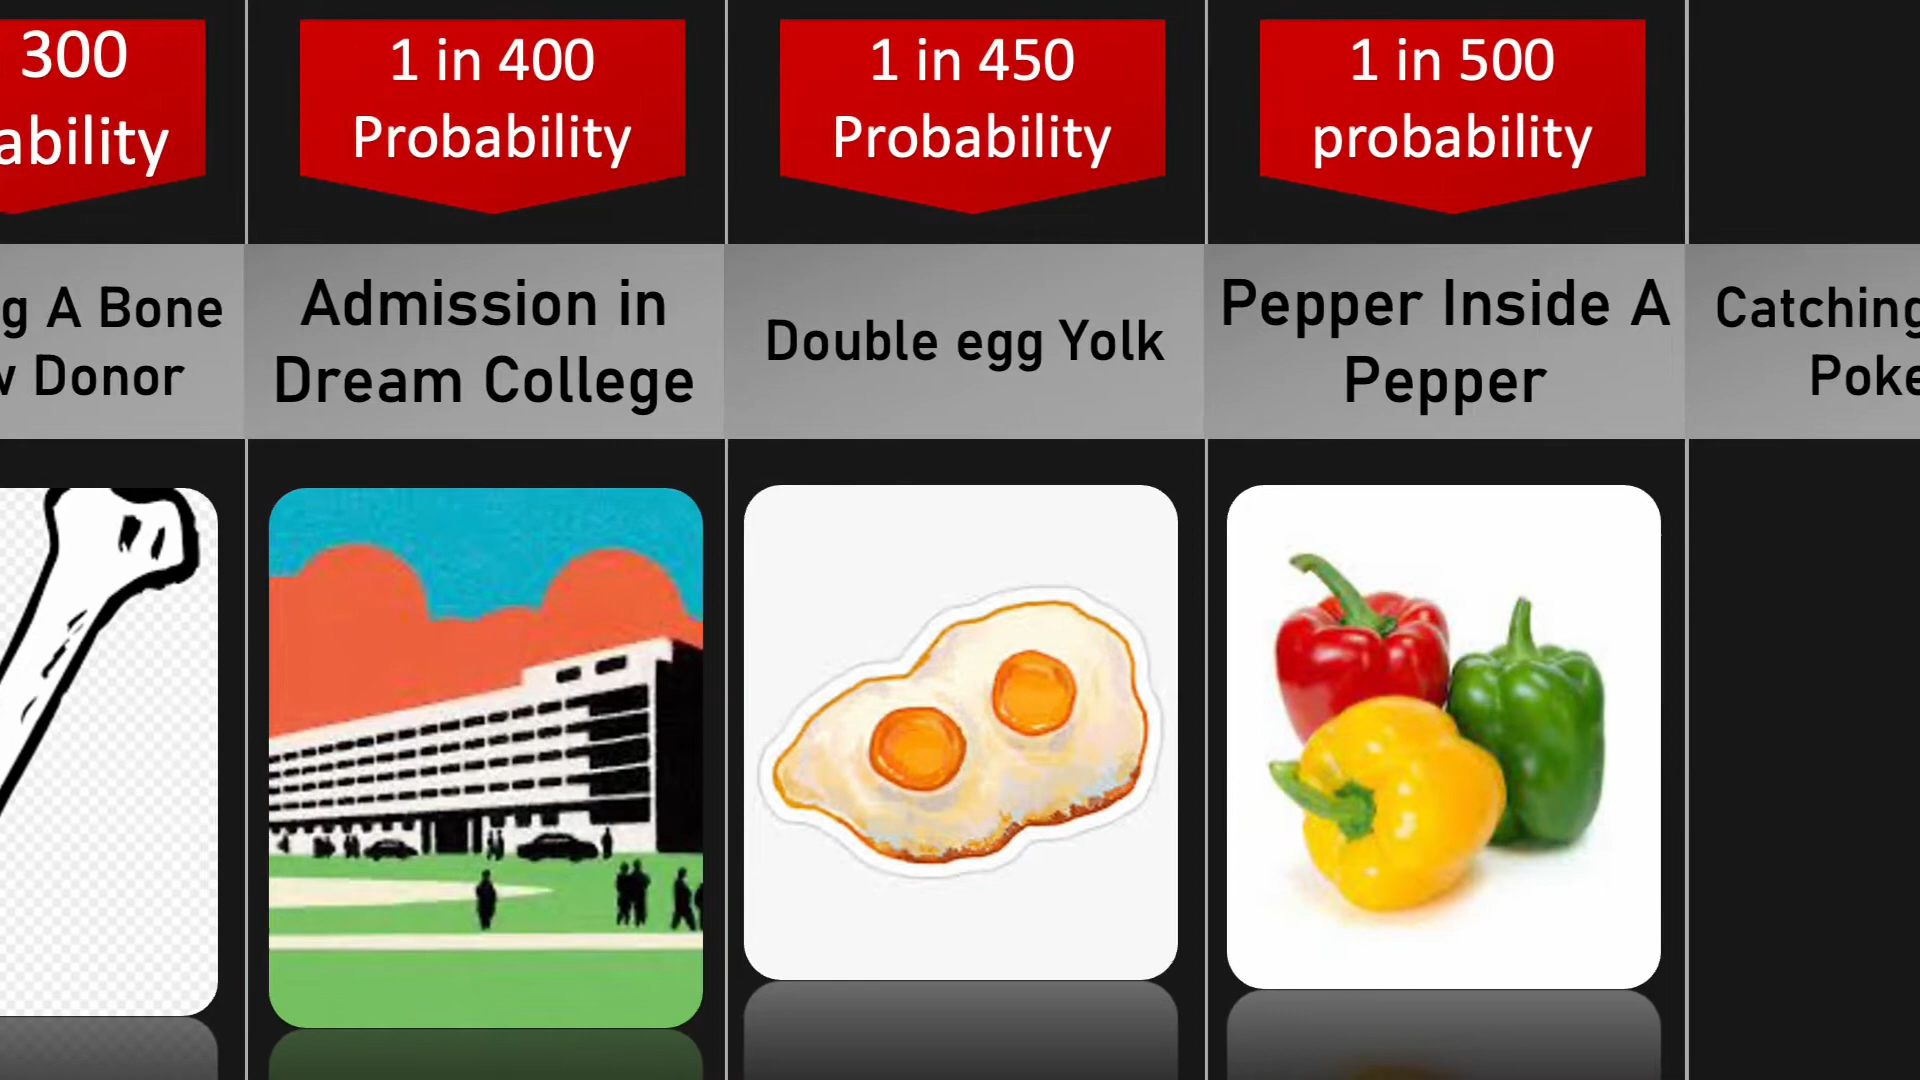 300
ability
g A Bone
w Donor
1 in 400
Probability
Admission in
Dream College
1 in 450
Probability
Double egg Yolk
1 in 500
probability
Pepper Inside A
Pepper
Catching
Poke